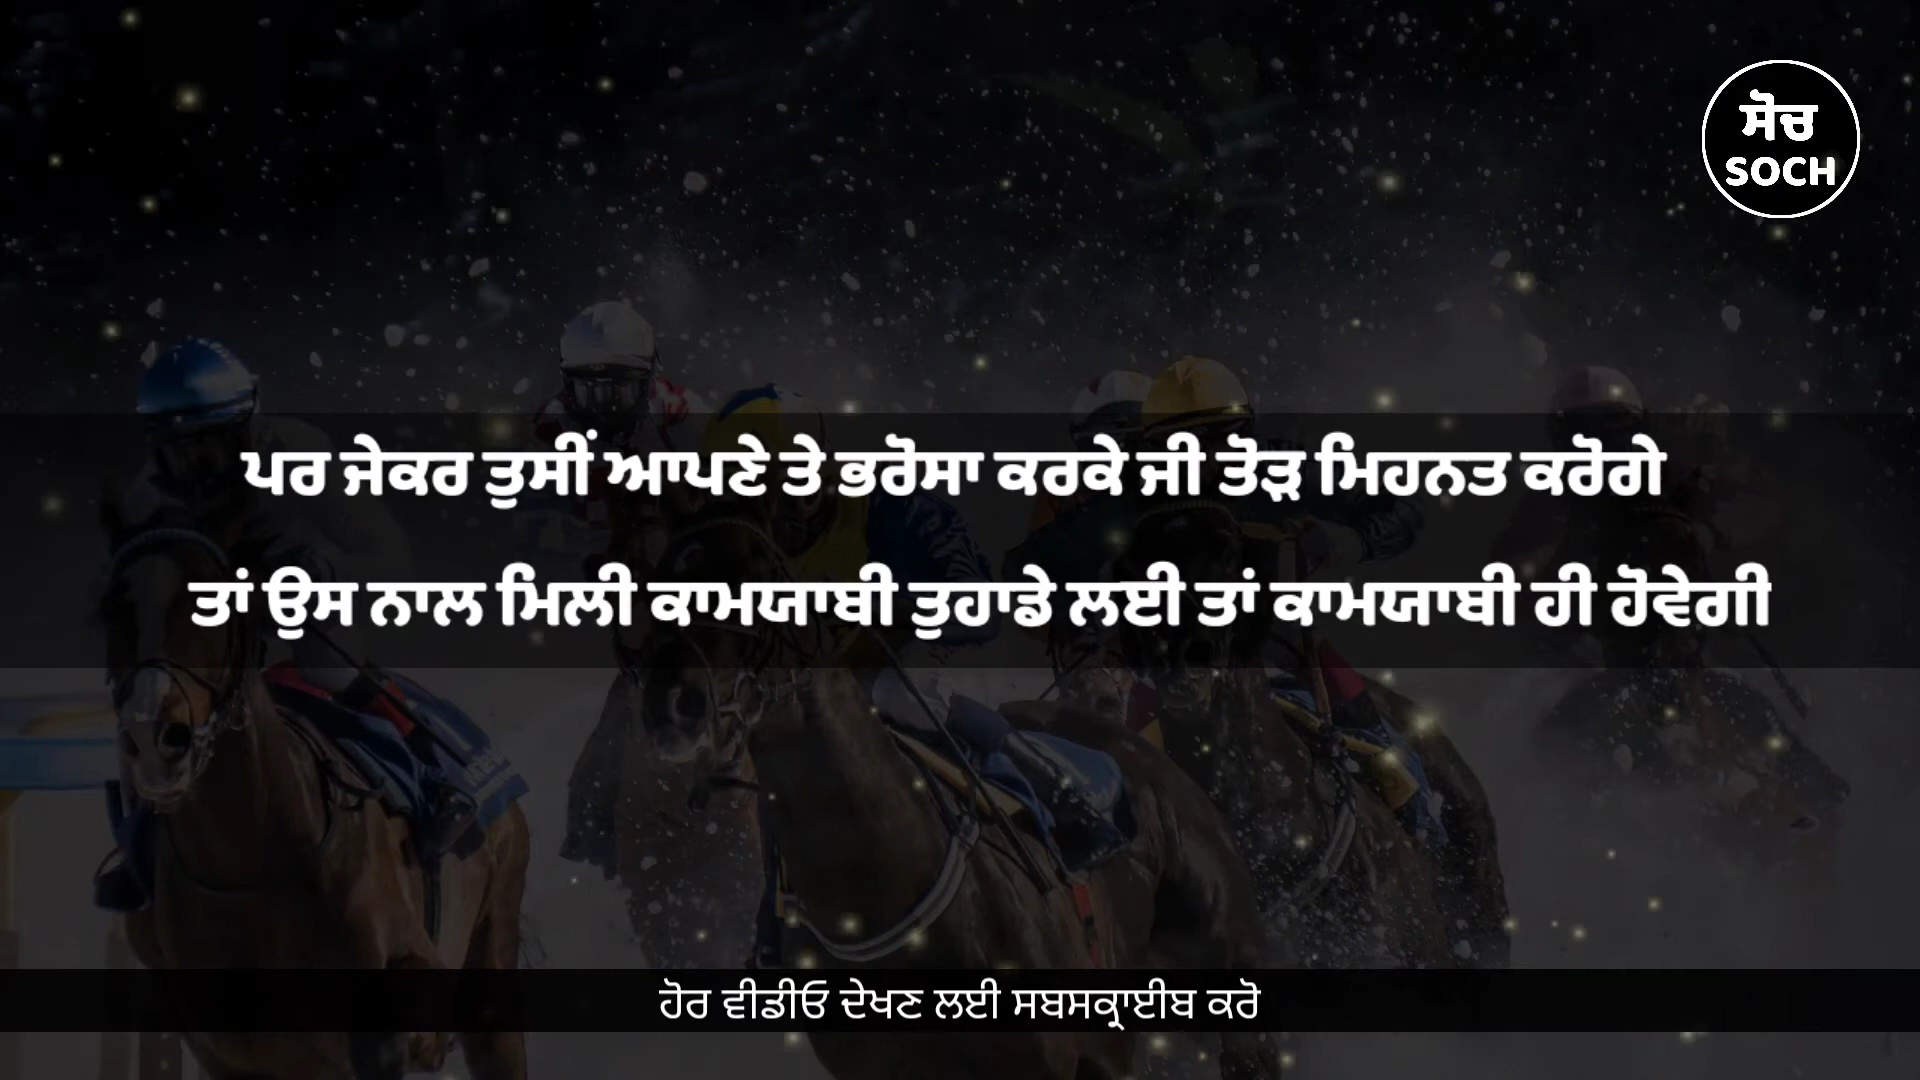 ਸੋਚ
SOCH
ਪਰ ਜੇਕਰ ਤੁਸੀਂ ਆਪਣੇ ਤੇ ਭਰੋਸਾ ਕਰਕੇ ਜੀ ਤੋੜ ਮਿਹਨਤ ਕਰੋਗੇ
ਤਾਂ ਉਸ ਨਾਲ ਮਿਲੀ ਕਾਮਯਾਬੀ ਤੁਹਾਡੇ ਲਈ ਤਾਂ ਕਾਮਯਾਬੀ ਹੀ ਹੋਵੇਗੀ
ਹੋਰ ਵੀਡੀਓ ਦੇਖਣ ਲਈ ਸਬਸਕ੍ਰਾਈਬ ਕਰੋ